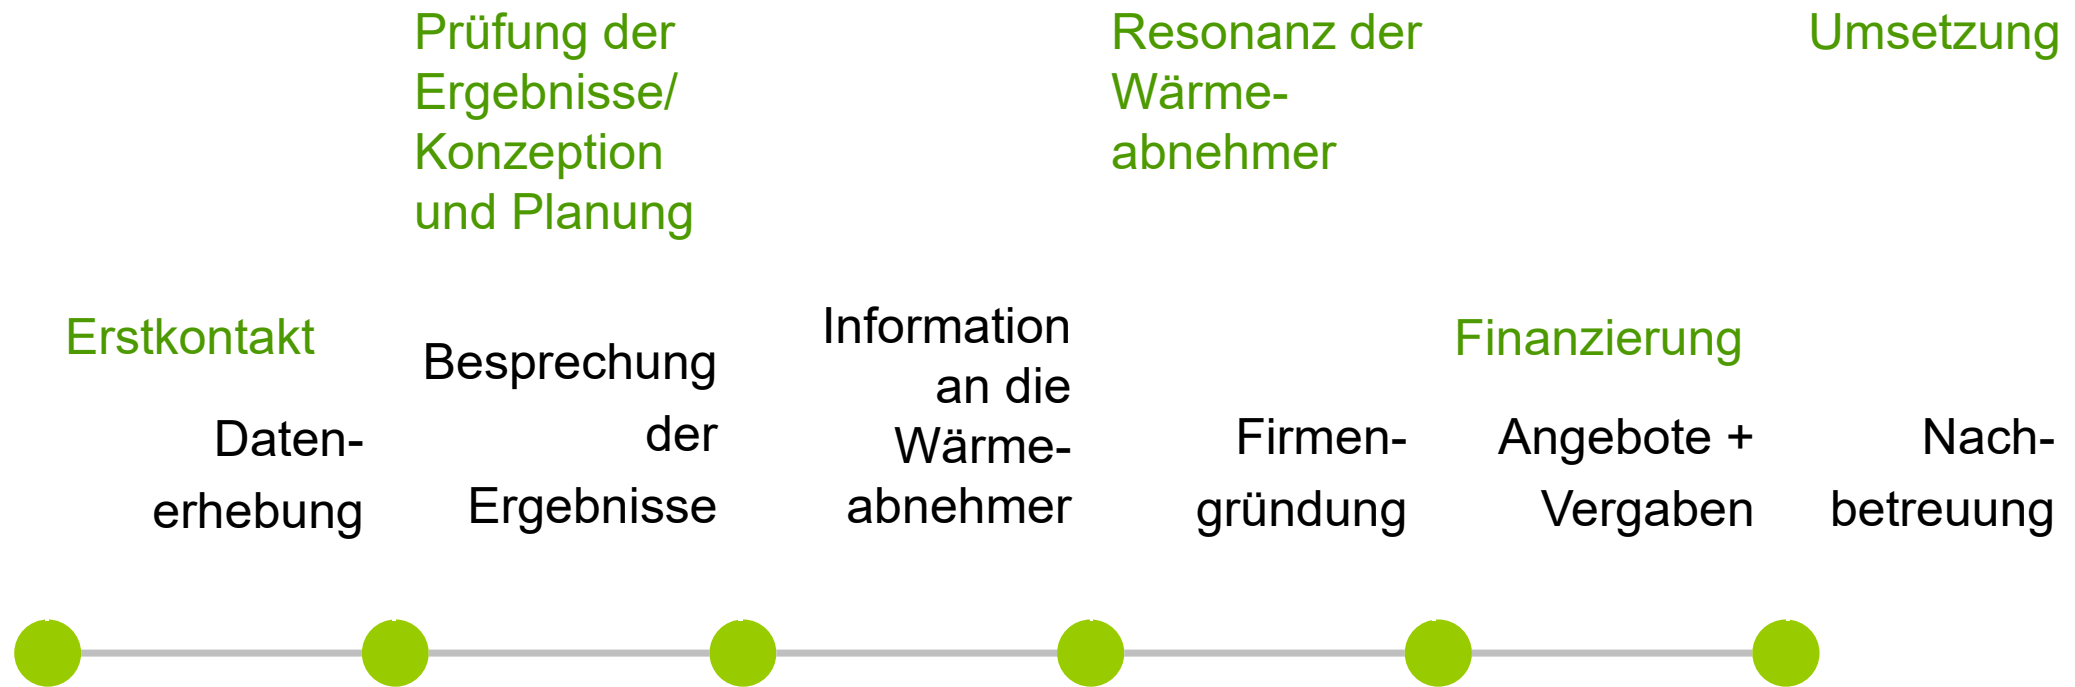 Erstkontakt
Daten-
erhebung
Prüfung der
Ergebnisse/
Konzeption
und Planung
Besprechung
der
Ergebnisse
Information
an die
Wärme-
abnehmer
Resonanz der
Wärme-
abnehmer
Firmen-
gründung
Finanzierung
Angebote +
Vergaben
Umsetzung
Nach-
betreuung